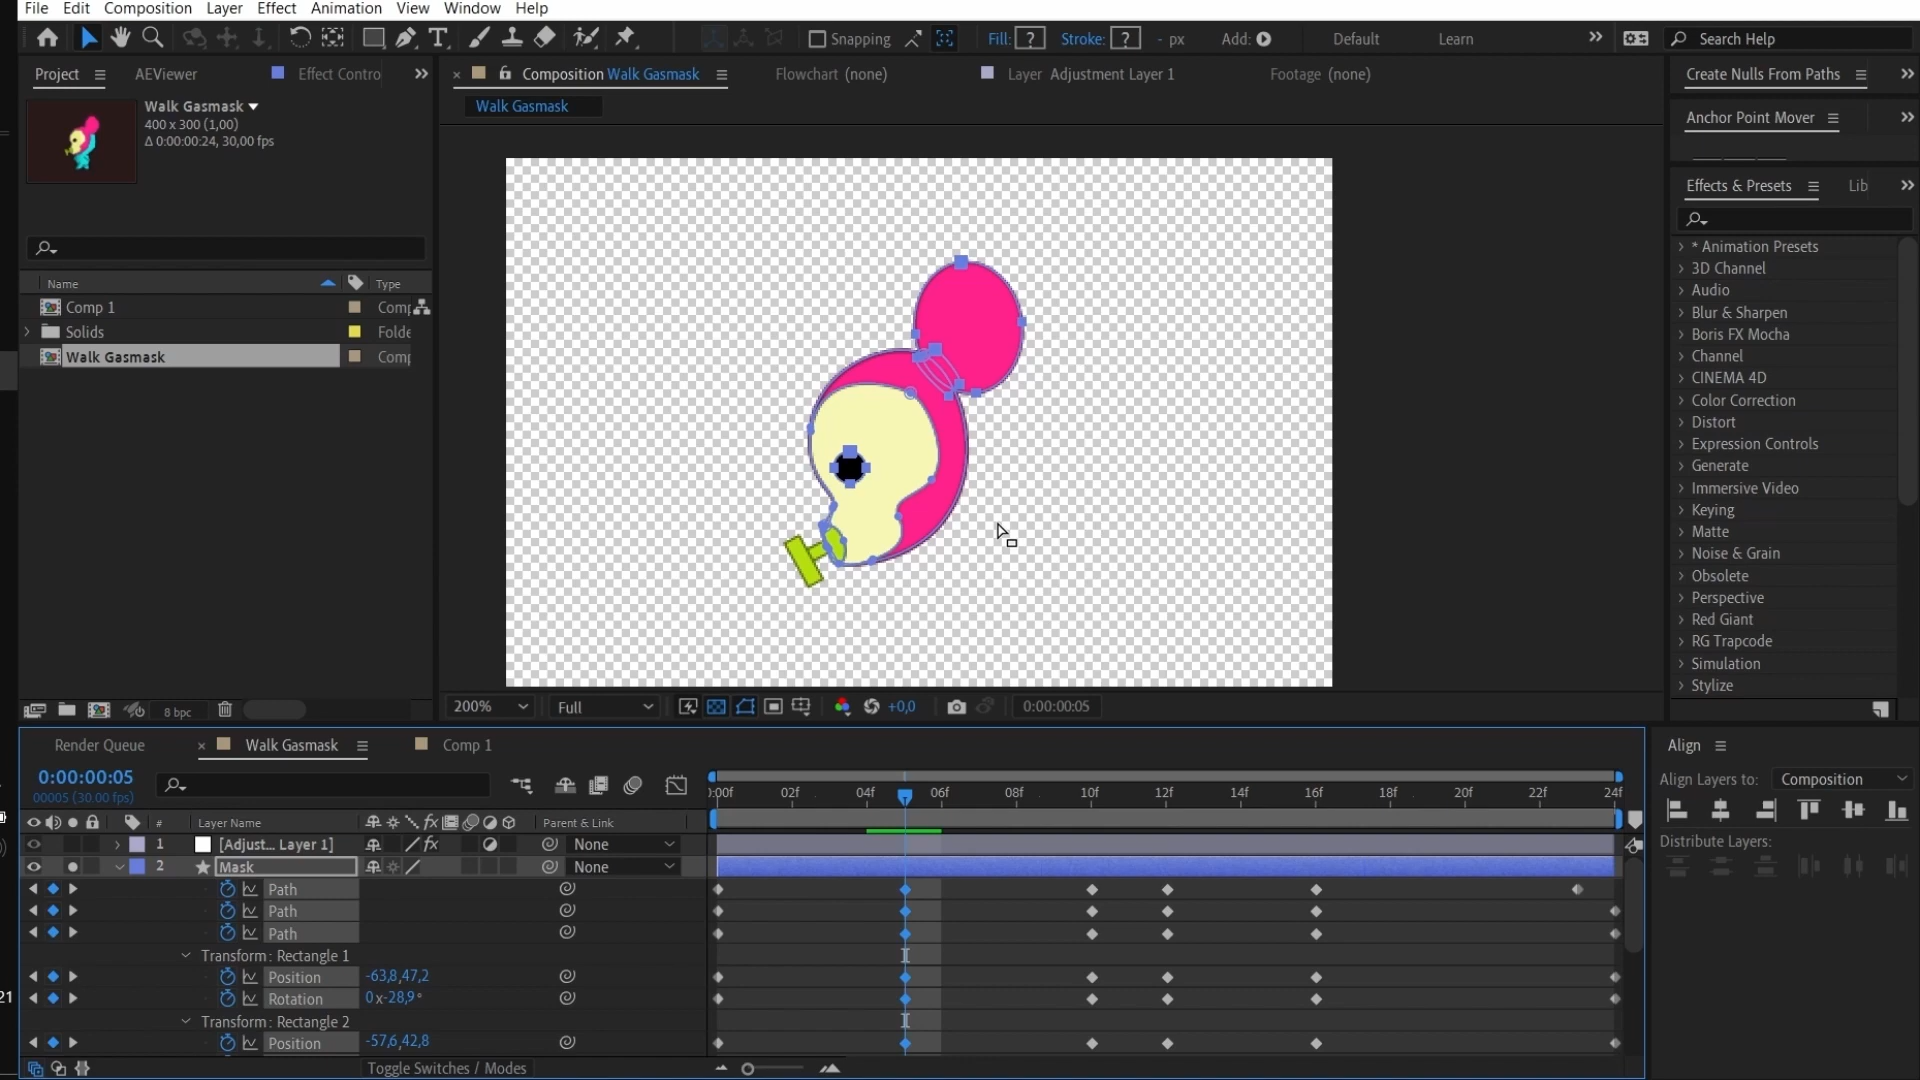 File Edit Composition Layer Effect Animation View Window Help
Snapping Fill: ? Stroke: ? - px Add: Default Learn Search Help
Project AEViewer Effect Contro Composition Walk Gasmask Flowchart (none) Layer Adjustment Layer 1 Footage (none) Create Nulls From Paths
Walk Gasmask
400 x 300 (1,00)
Δ 0:00:00:24, 30,00 fps
Walk Gasmask
Anchor Point Mover
Effects & Presets Lib
* Animation Presets
3D Channel
Audio
Blur & Sharpen
Boris FX Mocha
Channel
CINEMA 4D
Color Correction
Distort
Expression Controls
Generate
Immersive Video
Keying
Matte
Noise & Grain
Obsolete
Perspective
Red Giant
RG Trapcode
Simulation
Stylize
Name Type
Comp 1 Comp
Solids Folde
Walk Gasmask Comp
8 bpc
200% Full +0,0 0:00:00:05
Render Queue Walk Gasmask Comp 1
0:00:00:05
00005 (30.00 fps)
):00f 02f 04f 06f 08f 10f 12f 14f 16f 18f 20f 22f 24f
# Layer Name fx Parent & Link
1 [Adjust... Layer 1] fx None
2 Mask None
Path
Path
Path
Transform: Rectangle 1
Position -63,8,47,2
Rotation 0x-28,9°
Transform: Rectangle 2
Position -57,6,42,8
Toggle Switches / Modes
Align
Align Layers to: Composition
Distribute Layers:
21